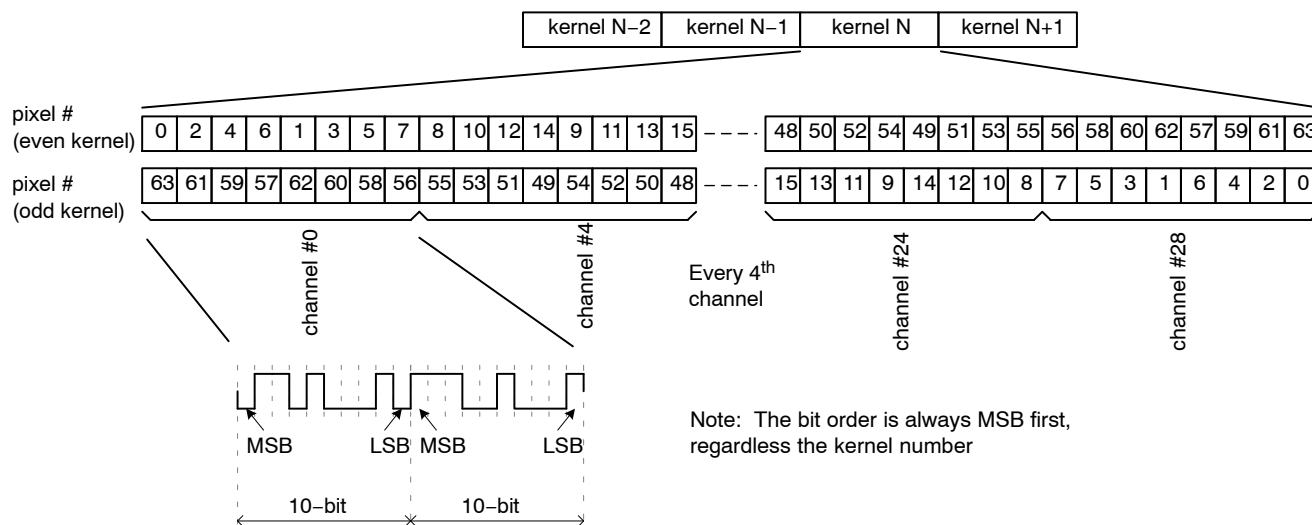 kernel N−2 kernel N−1 kernel N kernel N+1
pixel #
(even kernel)
0 2 4 6 1 3 5 7 8 10 12 14 9 11 13 15 48 50 52 54 49 51 53 55 56 58 60 62 57 59 61 63
pixel #
(odd kernel)
63 61 59 57 62 60 58 56 55 53 51 49 54 52 50 48 15 13 11 9 14 12 10 8 7 5 3 1 6 4 2 0
channel #0
channel #4
Every 4th
channel
channel #24
channel #28
MSB LSB MSB LSB
Note: The bit order is always MSB first,
regardless the kernel number
10−bit 10−bit